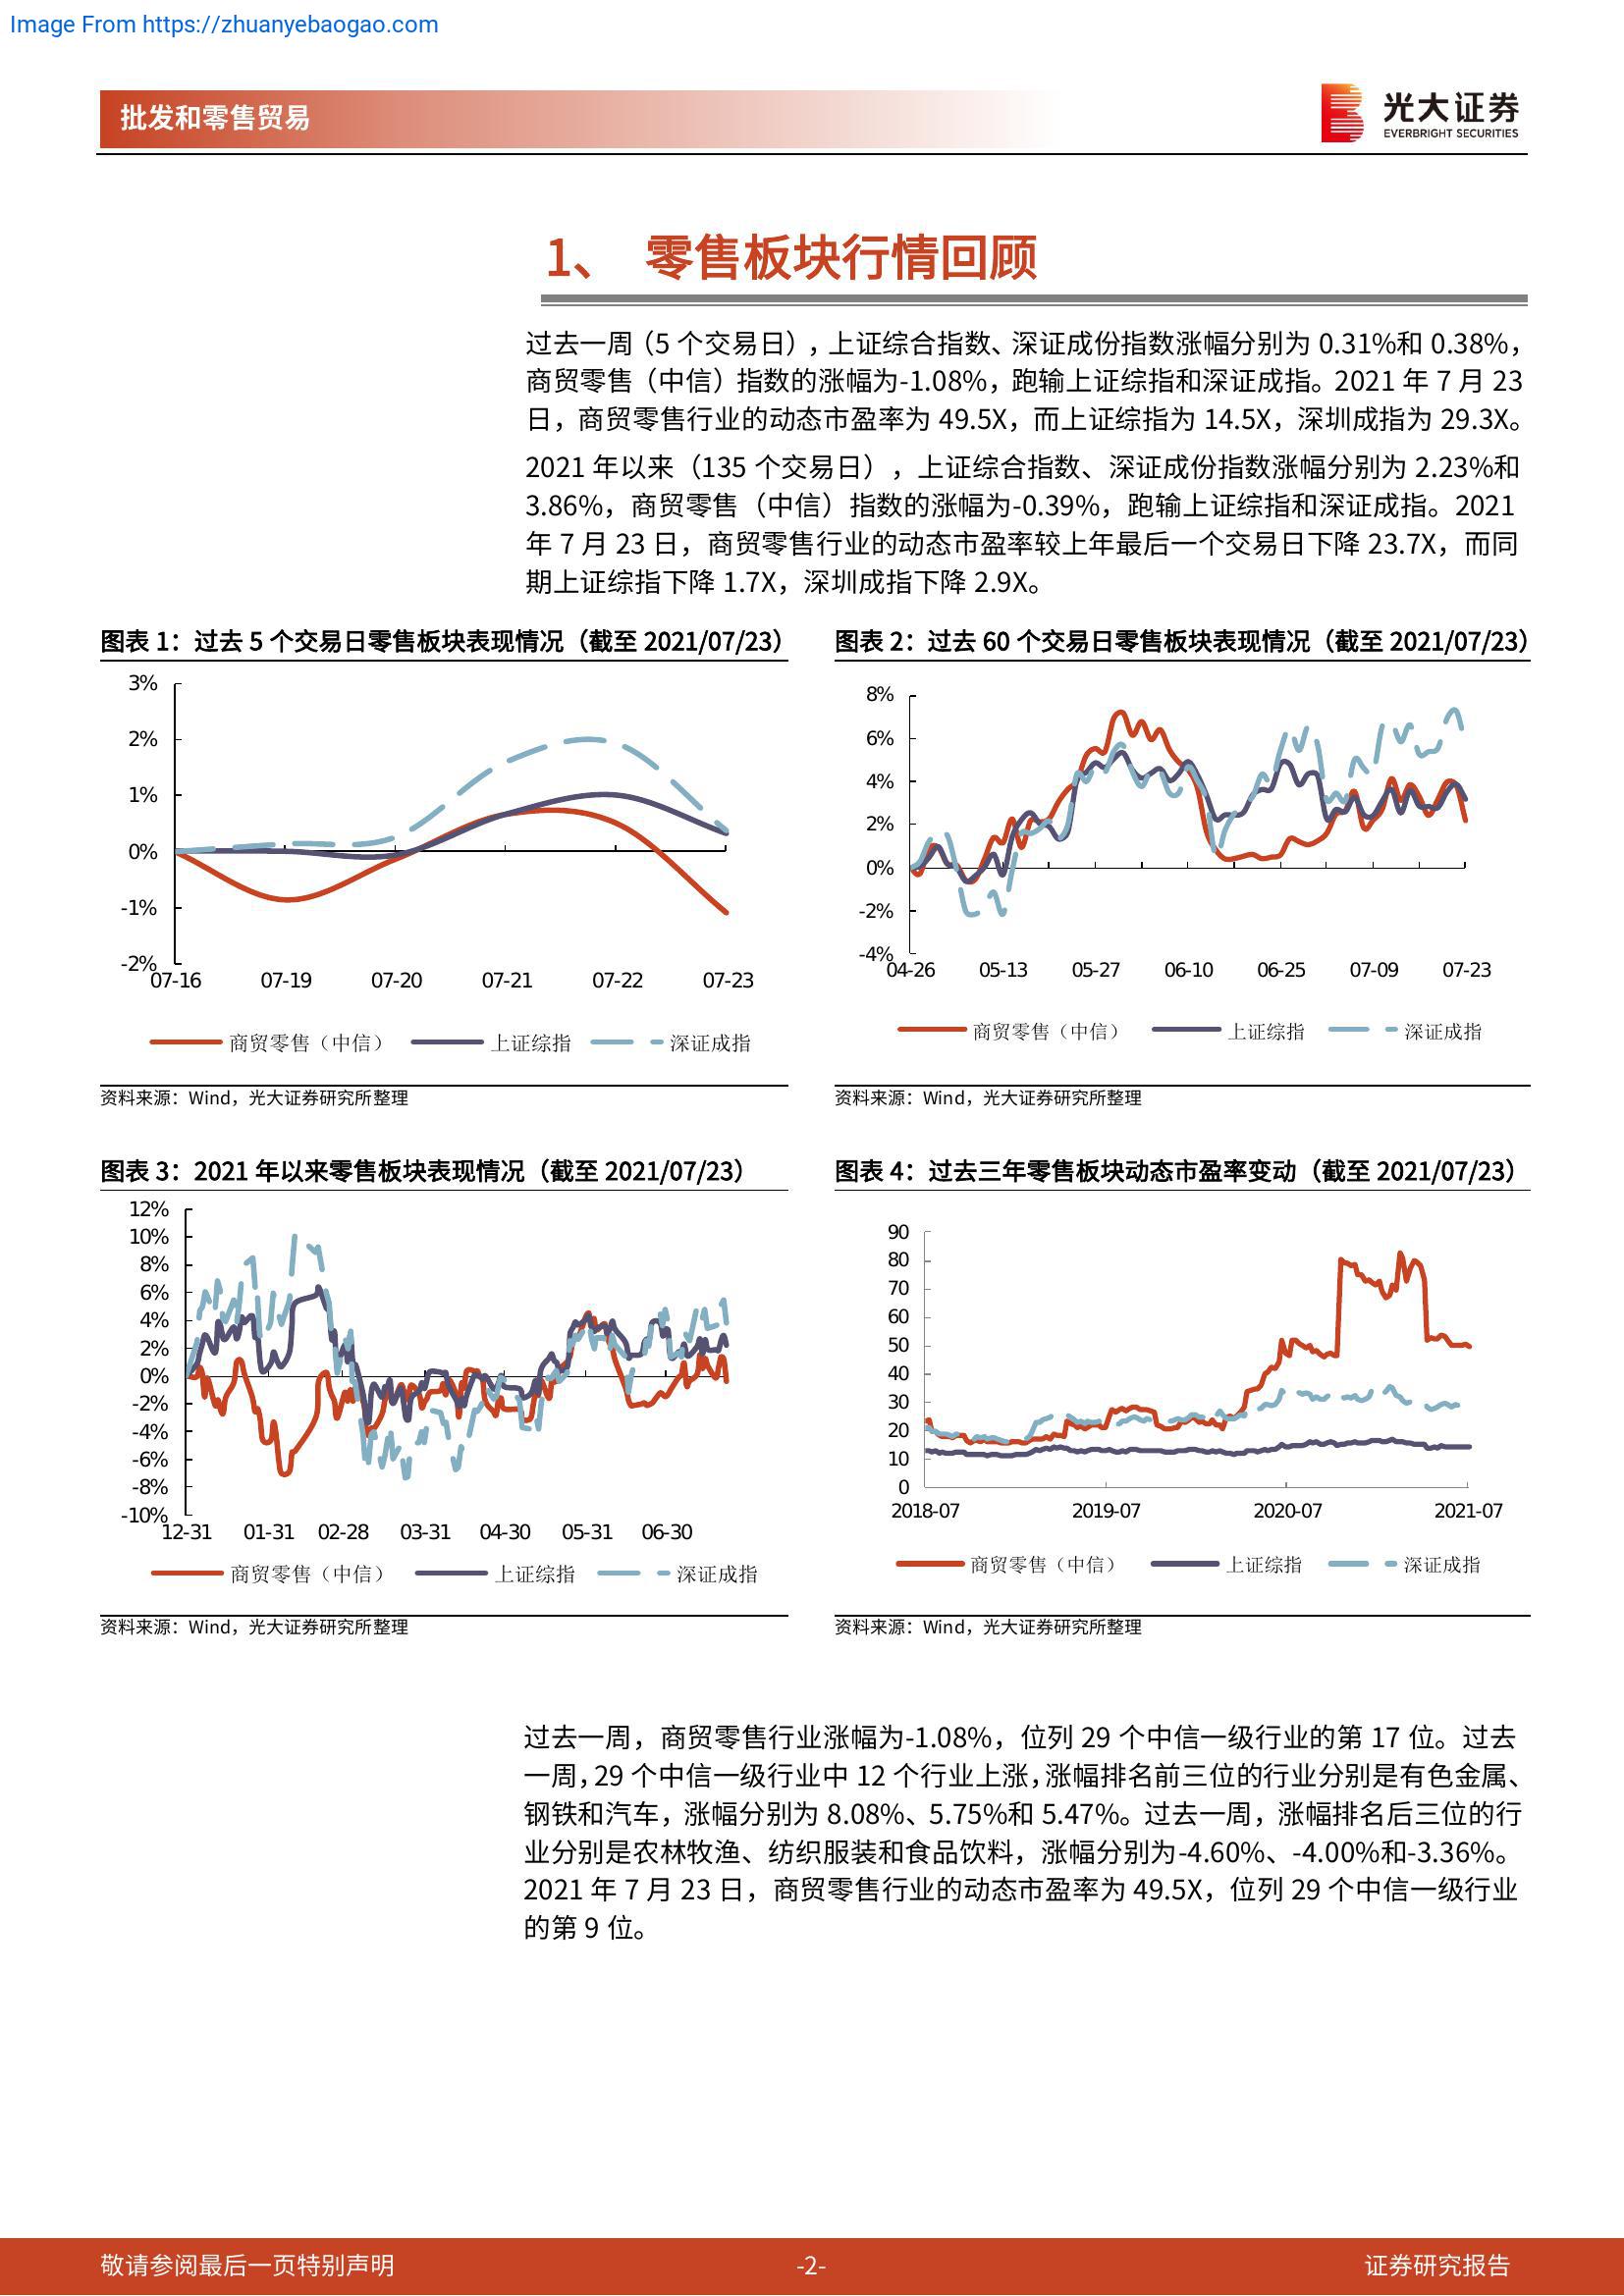 Image From https://zhuanyebaogao.com
批发和零售贸易
光大证券
EVERBRIGHT SECURITIES
1、 零售板块行情回顾
过去一周（5 个交易日），上证综合指数、深证成份指数涨幅分别为 0.31%和 0.38%，
商贸零售（中信）指数的涨幅为-1.08%，跑输上证综指和深证成指。2021 年 7 月 23
日，商贸零售行业的动态市盈率为 49.5X，而上证综指为 14.5X，深圳成指为 29.3X。
2021 年以来（135 个交易日），上证综合指数、深证成份指数涨幅分别为 2.23%和
3.86%，商贸零售（中信）指数的涨幅为-0.39%，跑输上证综指和深证成指。2021
年 7 月 23 日，商贸零售行业的动态市盈率较上年最后一个交易日下降 23.7X，而同
期上证综指下降 1.7X，深圳成指下降 2.9X。
图表 1：过去 5 个交易日零售板块表现情况（截至 2021/07/23）
3%
2%
1%
0%
-1%
-2%
07-16 07-19 07-20 07-21 07-22 07-23
商贸零售（中信） 上证综指 深证成指
资料来源：Wind，光大证券研究所整理
图表 2：过去 60 个交易日零售板块表现情况（截至 2021/07/23）
8%
6%
4%
2%
0%
-2%
-4%
04-26 05-13 05-27 06-10 06-25 07-09 07-23
商贸零售（中信） 上证综指 深证成指
资料来源：Wind，光大证券研究所整理
图表 3：2021 年以来零售板块表现情况（截至 2021/07/23）
12%
10%
8%
6%
4%
2%
0%
-2%
-4%
-6%
-8%
-10%
12-31 01-31 02-28 03-31 04-30 05-31 06-30
商贸零售（中信） 上证综指 深证成指
资料来源：Wind，光大证券研究所整理
图表 4：过去三年零售板块动态市盈率变动（截至 2021/07/23）
90
80
70
60
50
40
30
20
10
0
2018-07 2019-07 2020-07 2021-07
商贸零售（中信） 上证综指 深证成指
资料来源：Wind，光大证券研究所整理
过去一周，商贸零售行业涨幅为-1.08%，位列 29 个中信一级行业的第 17 位。过去
一周，29 个中信一级行业中 12 个行业上涨，涨幅排名前三位的行业分别是有色金属、
钢铁和汽车，涨幅分别为 8.08%、5.75%和 5.47%。过去一周，涨幅排名后三位的行
业分别是农林牧渔、纺织服装和食品饮料，涨幅分别为-4.60%、-4.00%和-3.36%。
2021 年 7 月 23 日，商贸零售行业的动态市盈率为 49.5X，位列 29 个中信一级行业
的第 9 位。
敬请参阅最后一页特别声明
-2-
证券研究报告